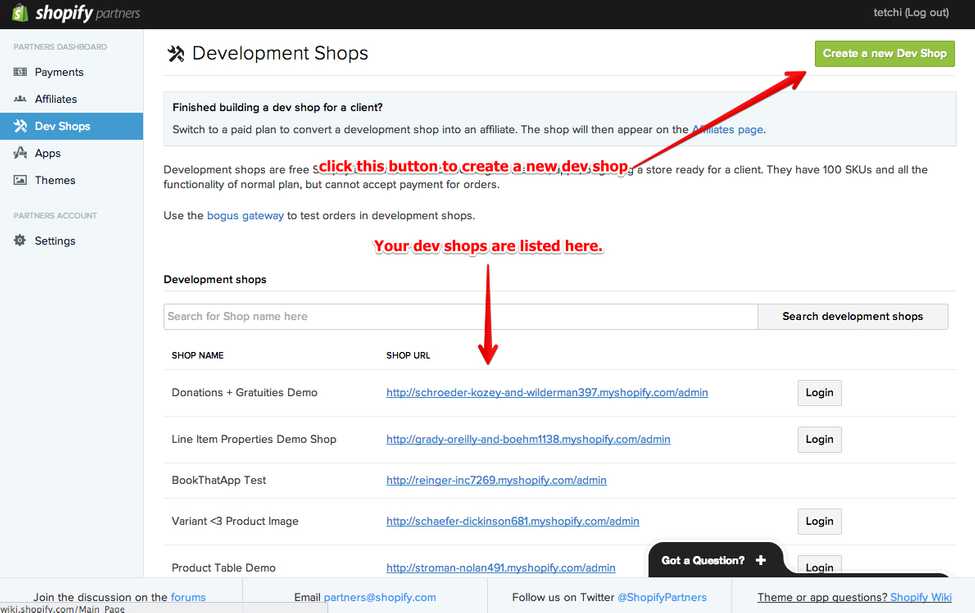 shopify partners
tetchi (Log out)
PARTNERS DASHBOARD
Payments
Affiliates
Dev Shops
Apps
Themes
PARTNERS ACCOUNT
Settings
Development Shops
Create a new Dev Shop
Finished building a dev shop for a client?
Switch to a paid plan to convert a development shop into an affiliate. The shop will then appear on the Affiliates page.
click this button to create a new dev shop
Development shops are free a store ready for a client. They have 100 SKUs and all the
functionality of normal plan, but cannot accept payment for orders.
Use the bogus gateway to test orders in development shops.
Your dev shops are listed here.
Development shops
Search for Shop name here
Search development shops
SHOP NAME SHOP URL
Donations + Gratuities Demo http://schroeder-kozey-and-wilderman397.myshopify.com/admin Login
Line Item Properties Demo Shop http://grady-oreilly-and-boehm1138.myshopify.com/admin Login
BookThatApp Test http://reinger-inc7269.myshopify.com/admin
Variant <3 Product Image http://schaefer-dickinson681.myshopify.com/admin Login
Product Table Demo http://stroman-nolan491.myshopify.com/admin Login
Got a Question? +
Join the discussion on the forums
Email partners@shopify.com
Follow us on Twitter @ShopifyPartners
Theme or app questions? Shopify Wiki
wiki.shopify.com/Main_Page